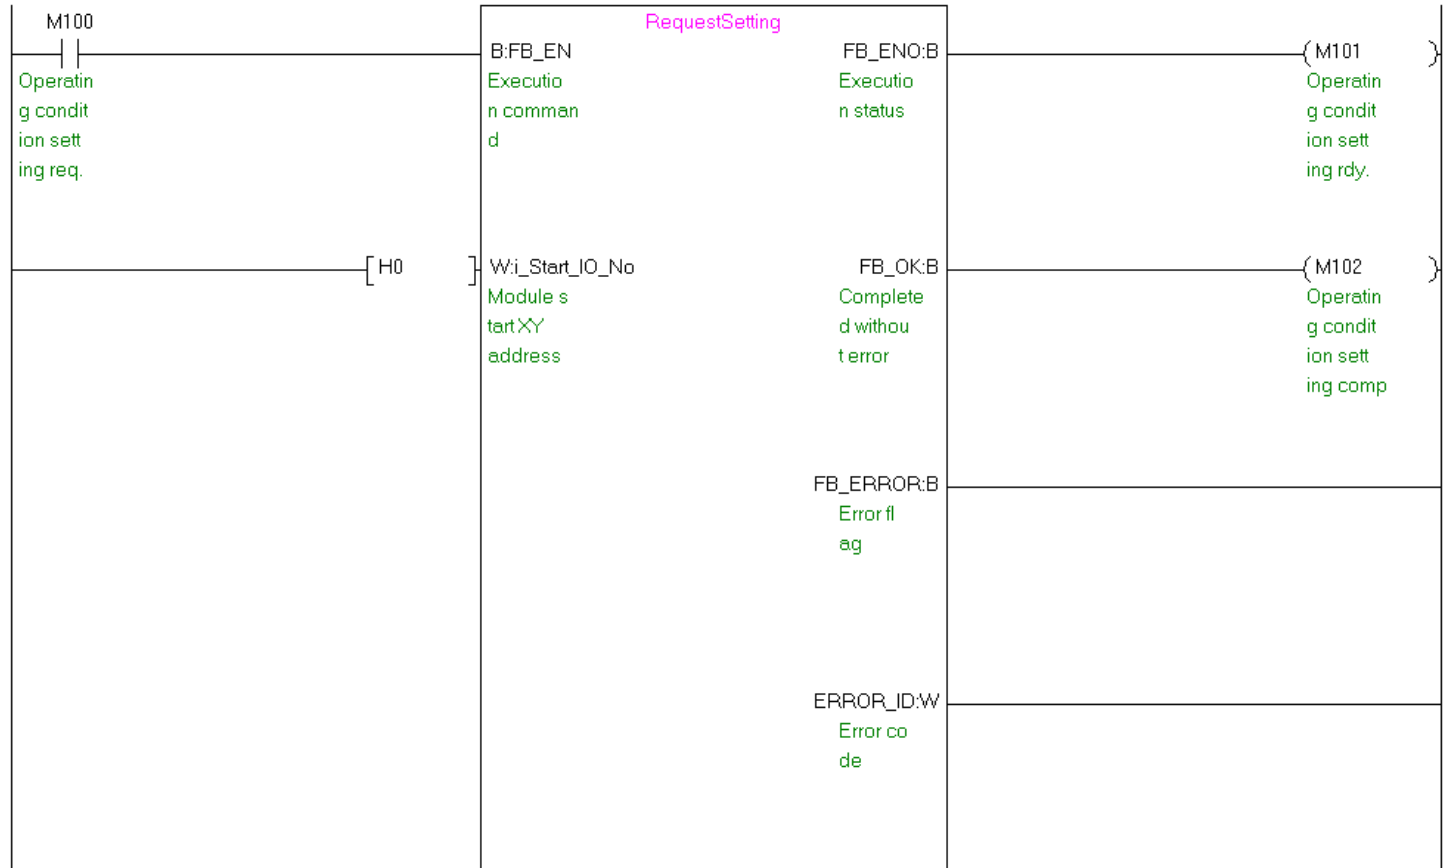 M100
RequestSetting
B:FB_EN
FB_ENO:B
M101
Operatin
g condit
ion sett
ing req.
Executio
n comman
d
Executio
n status
Operatin
g condit
ion sett
ing rdy.
H0
W:i_Start_IO_No
FB_OK:B
M102
Module s
tart XY
address
Complete
d withou
t error
Operatin
g condit
ion sett
ing comp
FB_ERROR:B
Error fl
ag
ERROR_ID:W
Error co
de